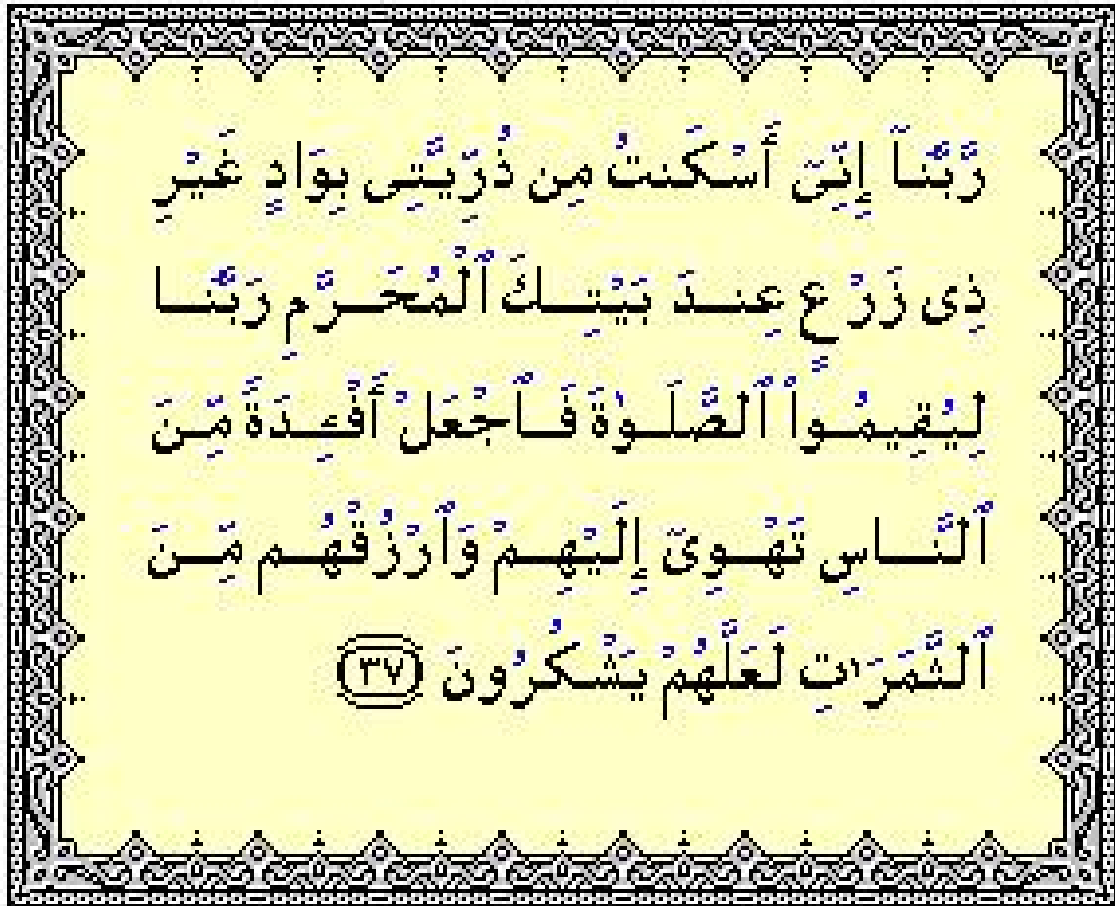 رَّبَّنَآ إِنِّىٓ أَسْكَنتُ مِن ذُرِّيَّتِى بِوَادٍ غَيْرِ
ذِى زَرْعٍ عِندَ بَيْتِكَ ٱلْمُحَرَّمِ رَبَّنَا
لِيُقِيمُوا۟ ٱلصَّلَوٰةَ فَٱجْعَلْ أَفْـِٔدَةً مِّنَ
ٱلنَّاسِ تَهْوِىٓ إِلَيْهِمْ وَٱرْزُقْهُم مِّنَ
ٱلثَّمَرَٰتِ لَعَلَّهُمْ يَشْكُرُونَ ٣٧